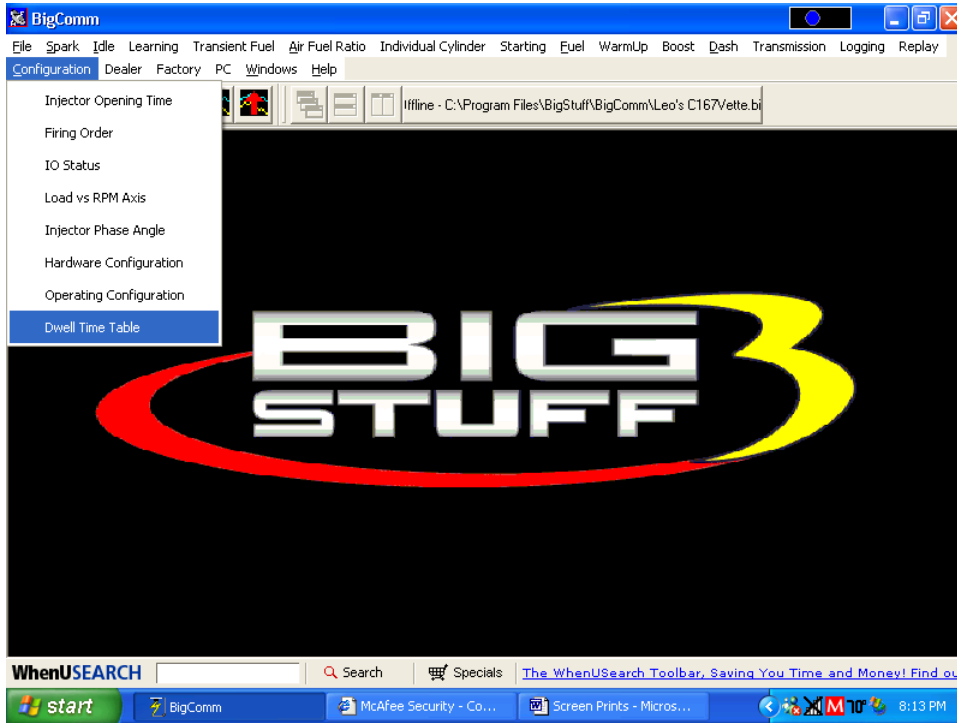 BigComm
File Spark Idle Learning Transient Fuel Air Fuel Ratio Individual Cylinder Starting Fuel WarmUp Boost Dash Transmission Logging Replay
Configuration Dealer Factory PC Windows Help
Iffline - C:\Program Files\BigStuff\BigComm\Leo's C167Vette.bi
Injector Opening Time
Firing Order
IO Status
Load vs RPM Axis
Injector Phase Angle
Hardware Configuration
Operating Configuration
Dwell Time Table
BIG 3
STUFF
WhenUSEARCH Search Specials The WhenUSearch Toolbar, Saving You Time and Money! Find ou
start BigComm McAfee Security - Co... Screen Prints - Micros... M 70° 8:13 PM